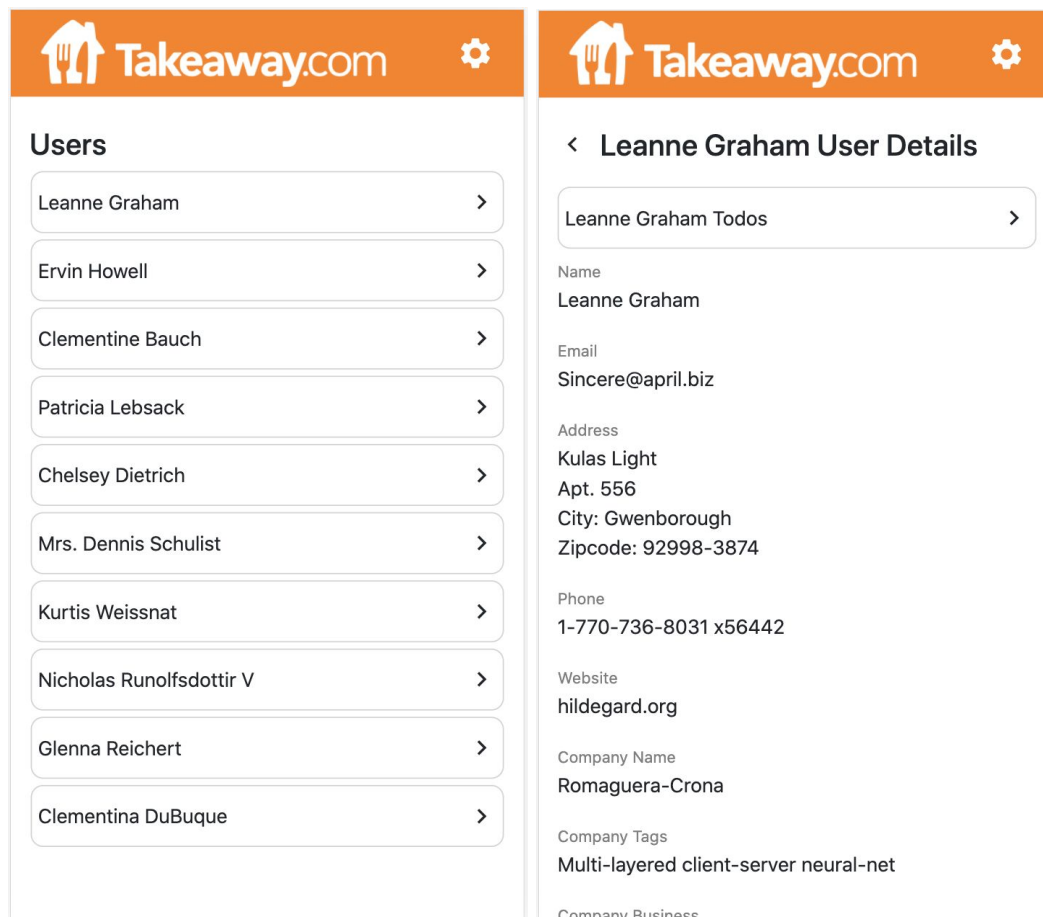 Takeaway.com
Users
Leanne Graham
Ervin Howell
Clementine Bauch
Patricia Lebsack
Chelsey Dietrich
Mrs. Dennis Schulist
Kurtis Weissnat
Nicholas Runolfsdottir V
Glenna Reichert
Clementina DuBuque
Takeaway.com
Leanne Graham User Details
Leanne Graham Todos
Name
Leanne Graham
Email
Sincere@april.biz
Address
Kulas Light
Apt. 556
City: Gwenborough
Zipcode: 92998-3874
Phone
1-770-736-8031 x56442
Website
hildegard.org
Company Name
Romaguera-Crona
Company Tags
Multi-layered client-server neural-net
Company Business